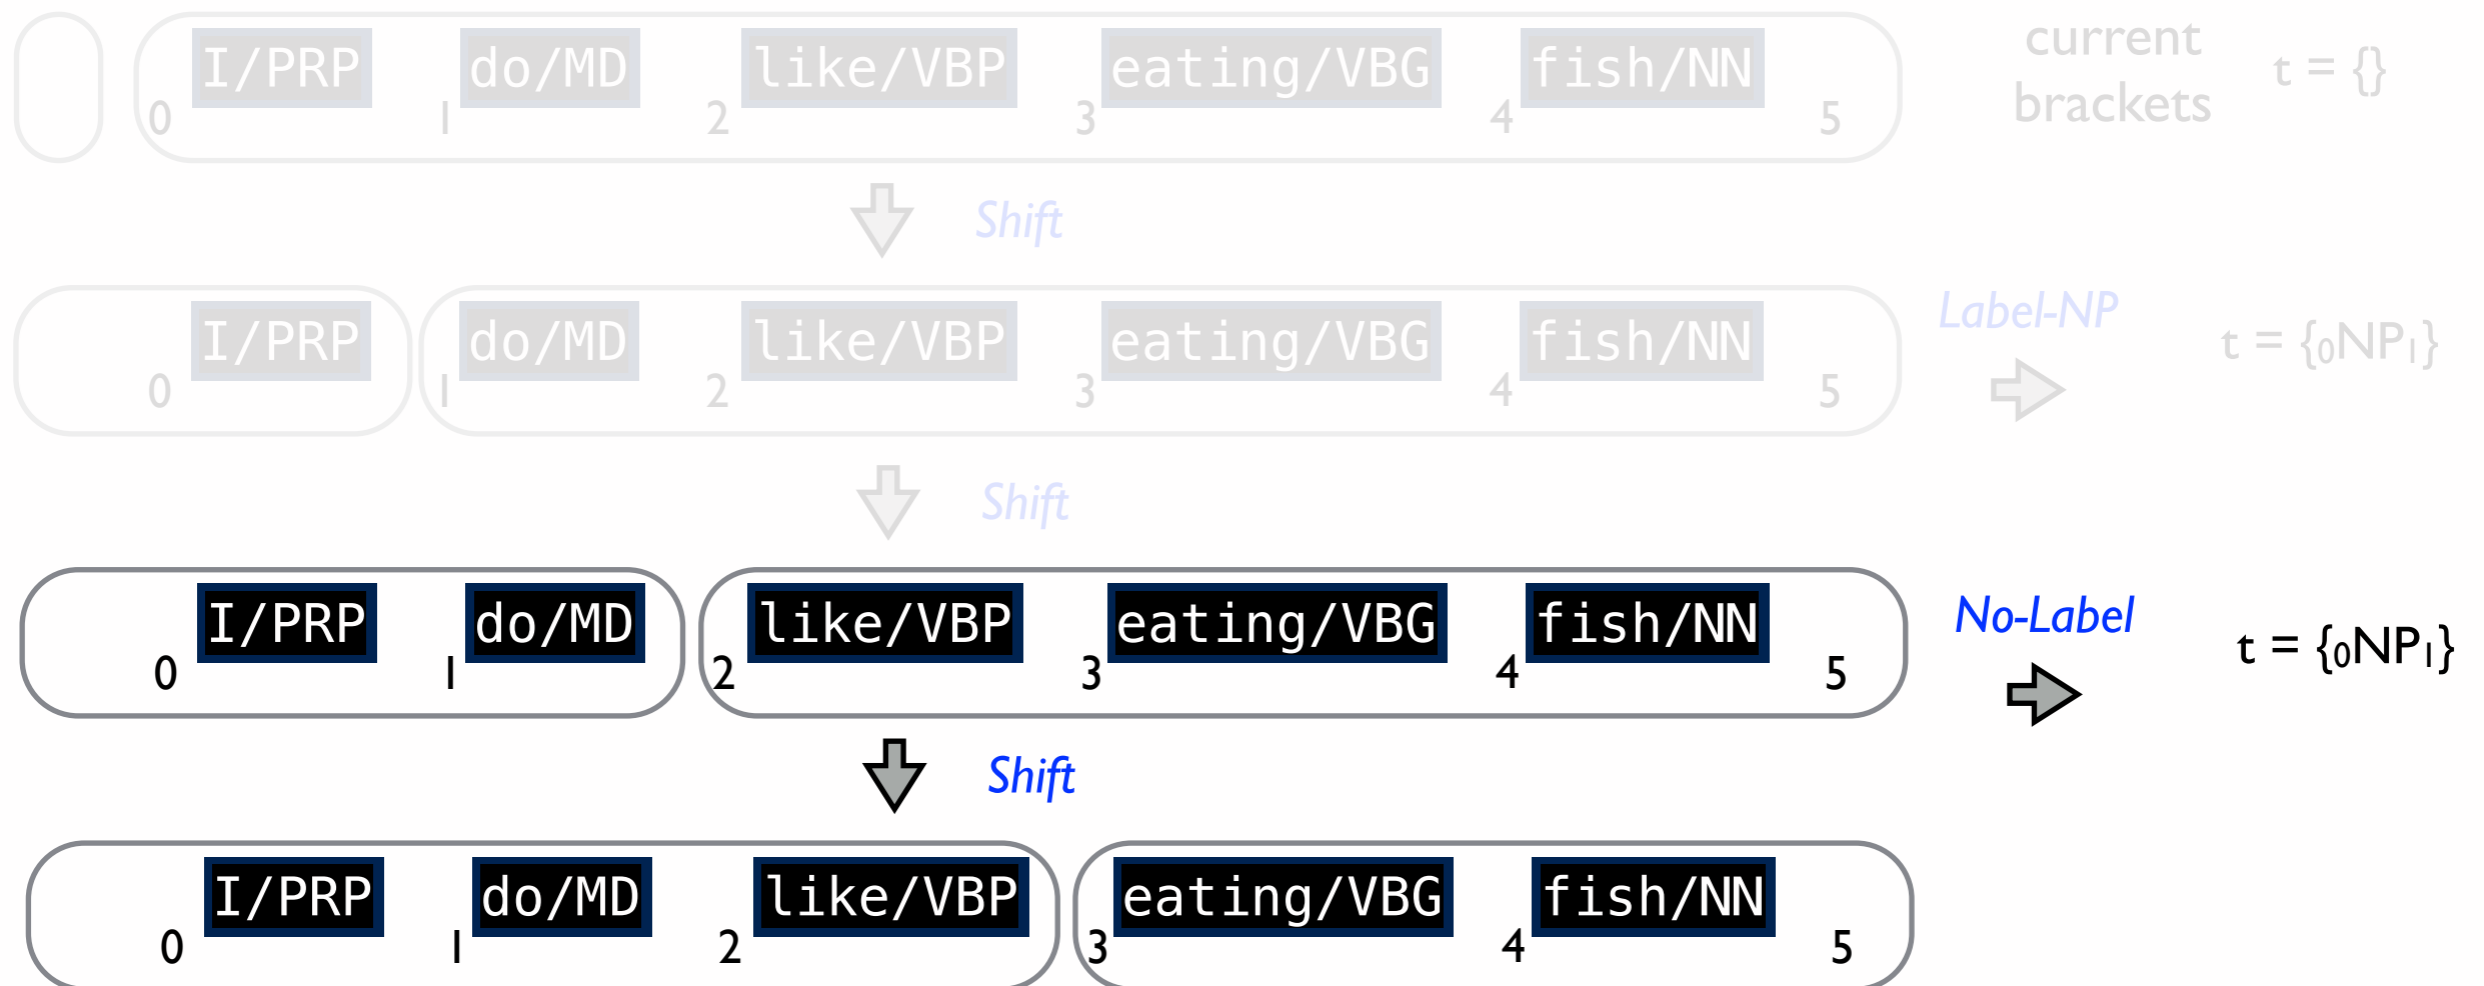 I/PRP do/MD like/VBP eating/VBG fish/NN current brackets t = {}
0 1 2 3 4 5
Shift
I/PRP do/MD like/VBP eating/VBG fish/NN Label-NP t = {₀NP₁}
0 1 2 3 4 5
Shift
I/PRP do/MD like/VBP eating/VBG fish/NN No-Label t = {₀NP₁}
0 1 2 3 4 5
Shift
I/PRP do/MD like/VBP eating/VBG fish/NN
0 1 2 3 4 5